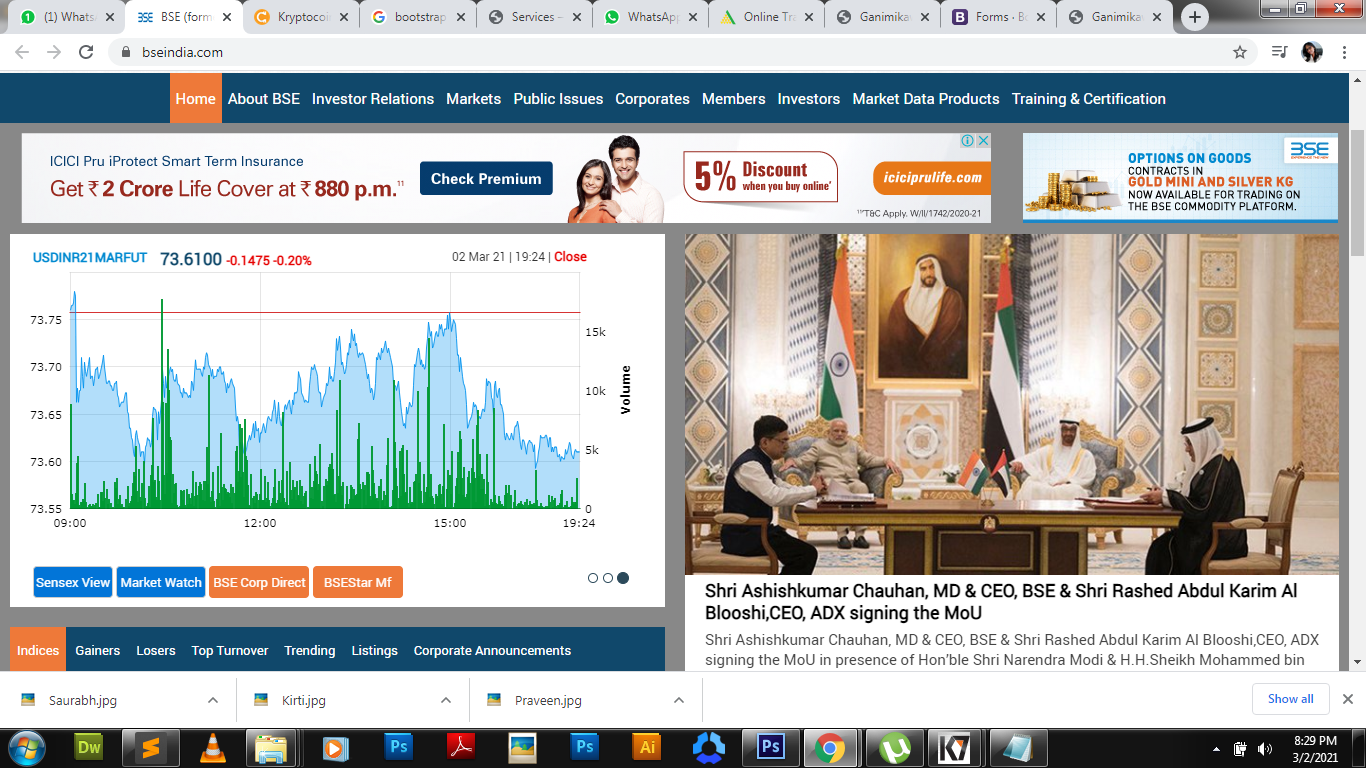 (1) Whats
BSE (form
Kryptocoi
bootstrap
Services –
WhatsApp
Online Tra
Ganimika
Forms · Bo
Ganimika
bseindia.com
Home About BSE Investor Relations Markets Public Issues Corporates Members Investors Market Data Products Training & Certification
ICICI Pru iProtect Smart Term Insurance
Get ₹ 2 Crore Life Cover at ₹ 880 p.m.11
Check Premium
5% Discount
when you buy online*
iciciprulife.com
T&C Apply. W/II/1742/2020-21
BSE
OPTIONS ON GOODS
CONTRACTS IN
GOLD MINI AND SILVER KG
NOW AVAILABLE FOR TRADING ON
THE BSE COMMODITY PLATFORM.
USDINR21MARFUT 73.6100 -0.1475 -0.20%
02 Mar 21 | 19:24 | Close
73.75
73.70
73.65
73.60
73.55
15k
10k
5k
0
Volume
09:00 12:00 15:00 19:24
Sensex View Market Watch BSE Corp Direct BSEStar Mf
Indices Gainers Losers Top Turnover Trending Listings Corporate Announcements
Shri Ashishkumar Chauhan, MD & CEO, BSE & Shri Rashed Abdul Karim Al
Blooshi,CEO, ADX signing the MoU
Shri Ashishkumar Chauhan, MD & CEO, BSE & Shri Rashed Abdul Karim Al Blooshi,CEO, ADX
signing the MoU in presence of Hon'ble Shri Narendra Modi & H.H.Sheikh Mohammed bin
Saurabh.jpg
Kirti.jpg
Praveen.jpg
Show all
Dw
Ps
Ps
Ai
Ps
K7
8:29 PM
3/2/2021